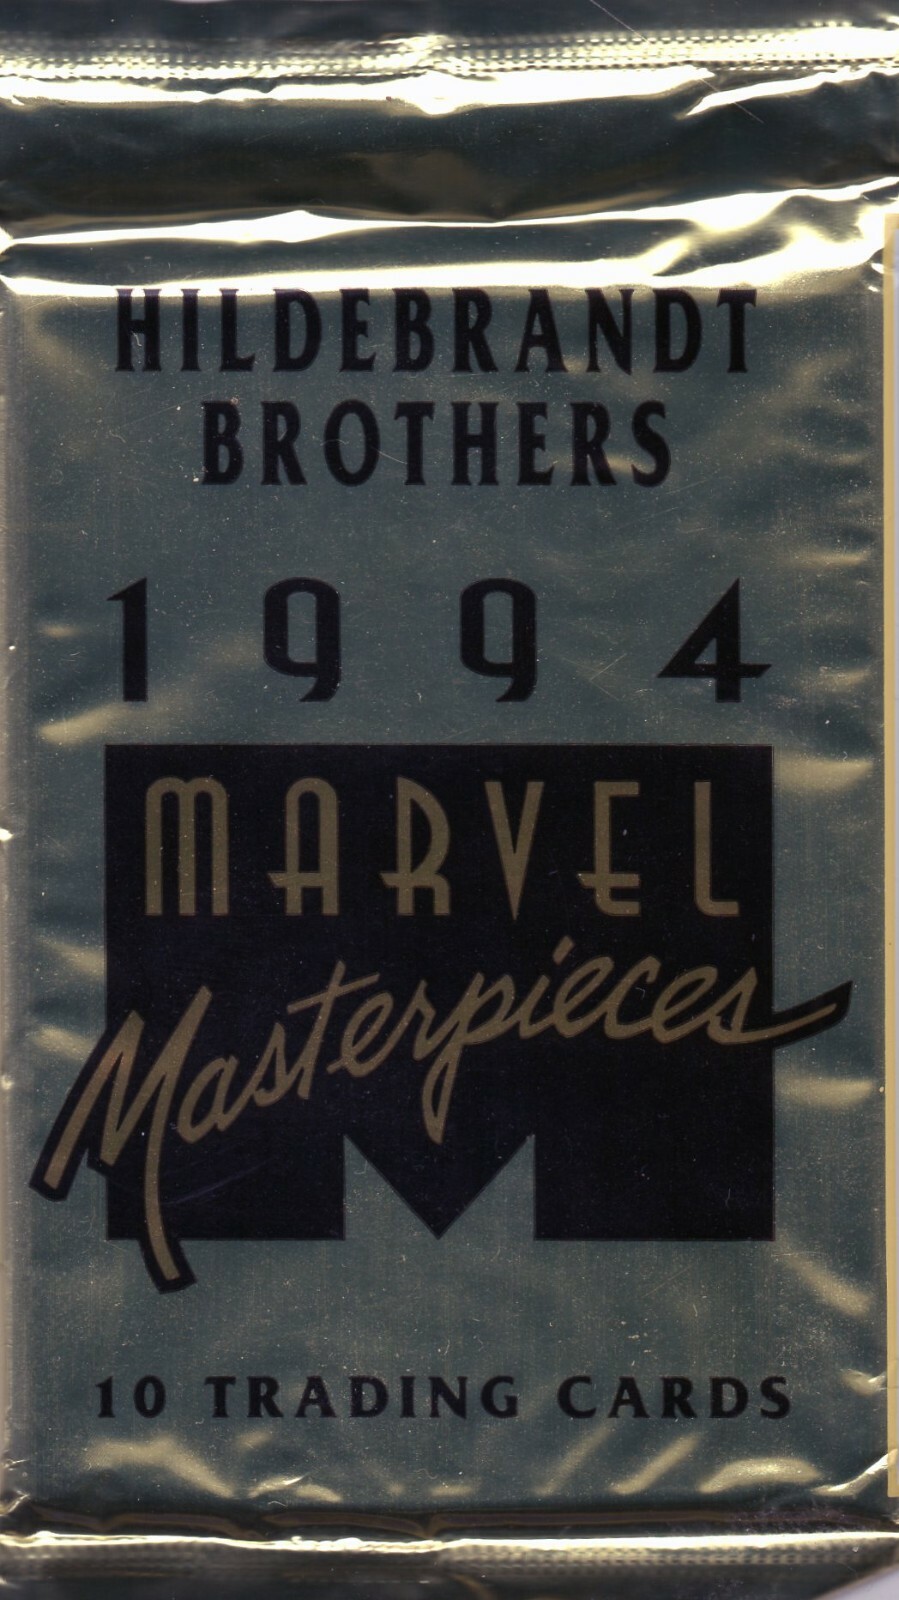 HILDEBRANDT
BROTHERS
1994
MARVEL
Masterpieces
10 TRADING CARDS